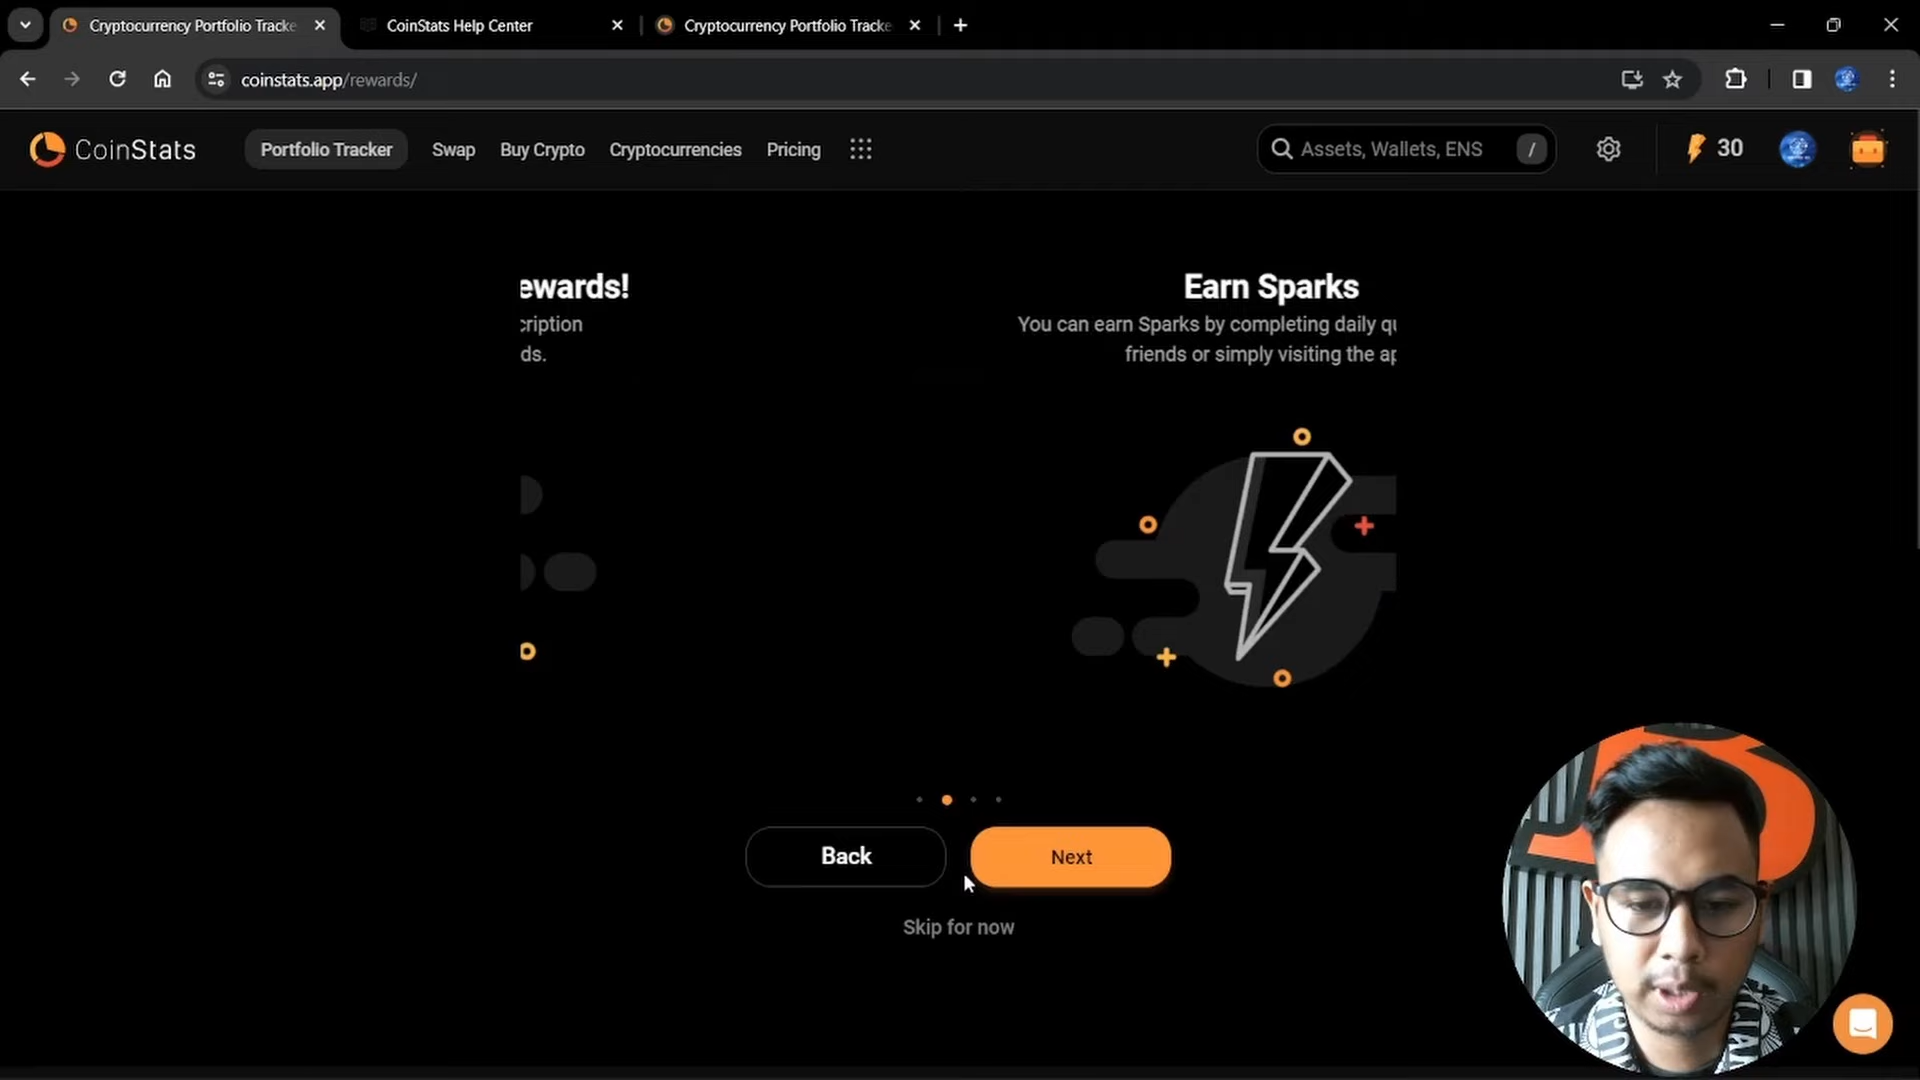 Cryptocurrency Portfolio Tracke
CoinStats Help Center
Cryptocurrency Portfolio Tracke
coinstats.app/rewards/
CoinStats
Portfolio Tracker
Swap
Buy Crypto
Cryptocurrencies
Pricing
Assets, Wallets, ENS
/
30
ewards!
cription
ds.
Earn Sparks
You can earn Sparks by completing daily qu
friends or simply visiting the ap
Back
Next
Skip for now